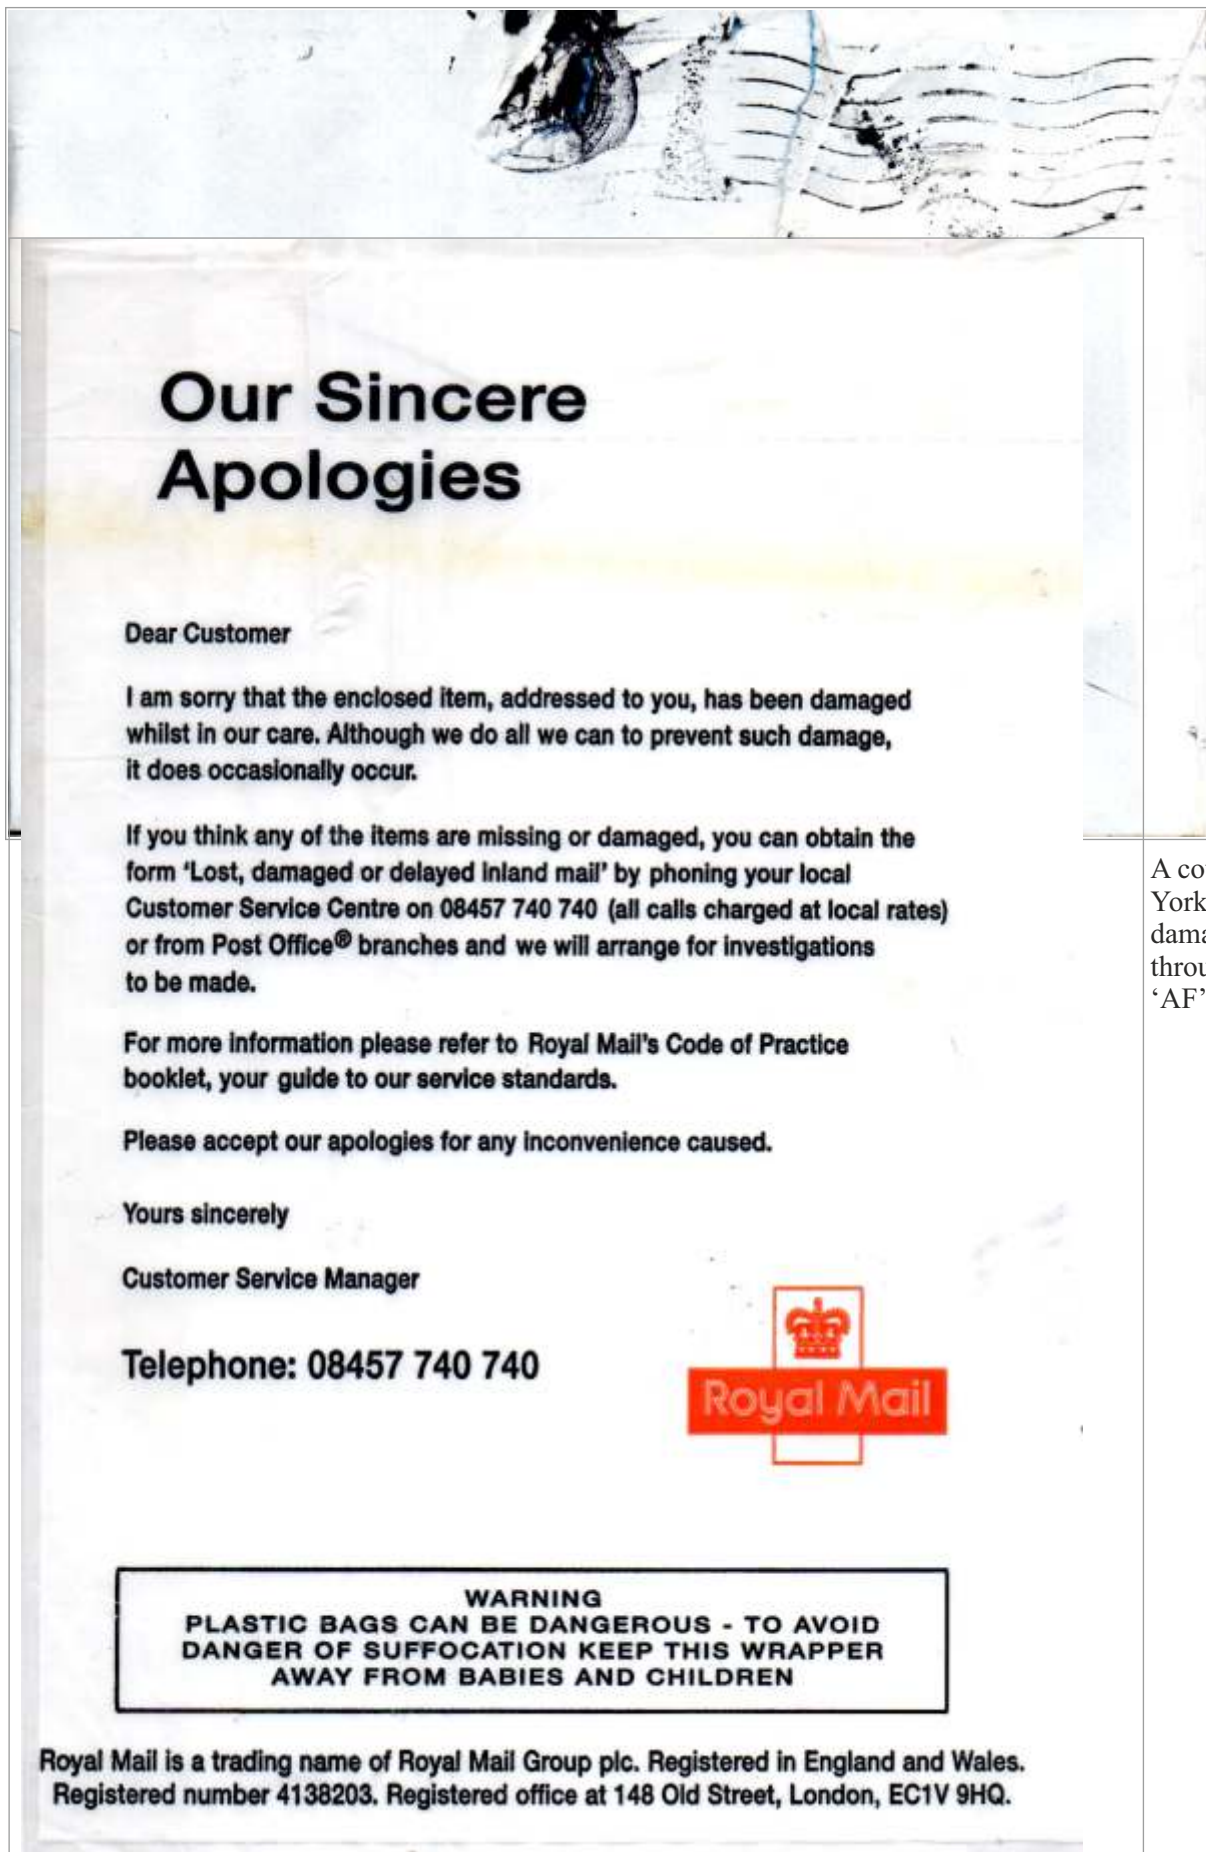 Our Sincere
Apologies
Dear Customer
I am sorry that the enclosed item, addressed to you, has been damaged
whilst in our care. Although we do all we can to prevent such damage,
it does occasionally occur.
If you think any of the items are missing or damaged, you can obtain the
form ‘Lost, damaged or delayed inland mail’ by phoning your local
Customer Service Centre on 08457 740 740 (all calls charged at local rates)
or from Post Office® branches and we will arrange for investigations
to be made.
For more information please refer to Royal Mail's Code of Practice
booklet, your guide to our service standards.
Please accept our apologies for any inconvenience caused.
Yours sincerely
Customer Service Manager
Telephone: 08457 740 740
Royal Mail
WARNING
PLASTIC BAGS CAN BE DANGEROUS - TO AVOID
DANGER OF SUFFOCATION KEEP THIS WRAPPER
AWAY FROM BABIES AND CHILDREN
Royal Mail is a trading name of Royal Mail Group plc. Registered in England and Wales.
Registered number 4138203. Registered office at 148 Old Street, London, EC1V 9HQ.
A
York
‘AF’